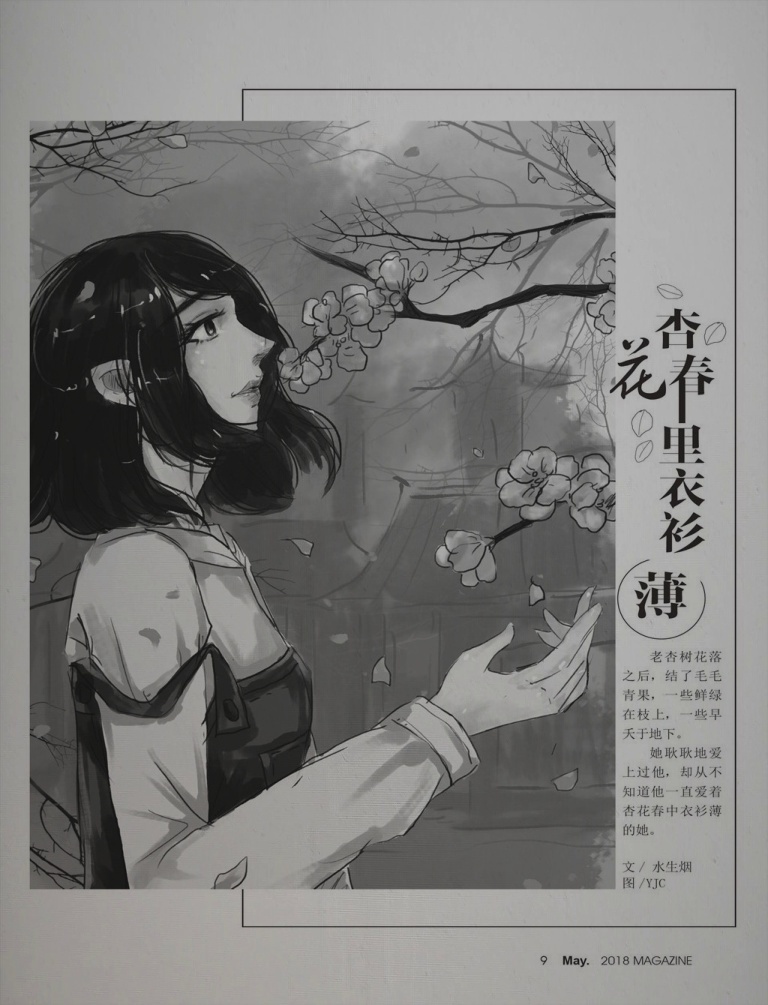 杏花春里衣衫
薄
老杏树花落
之后，结了毛毛
青果，一些鲜绿
在枝上，一些早
夭于地下。
她耿耿地爱
上过他，却从不
知道他一直爱着
杏花春中衣衫薄
的她。
文 / 水生烟
图 /YJC
9 May. 2018 MAGAZINE